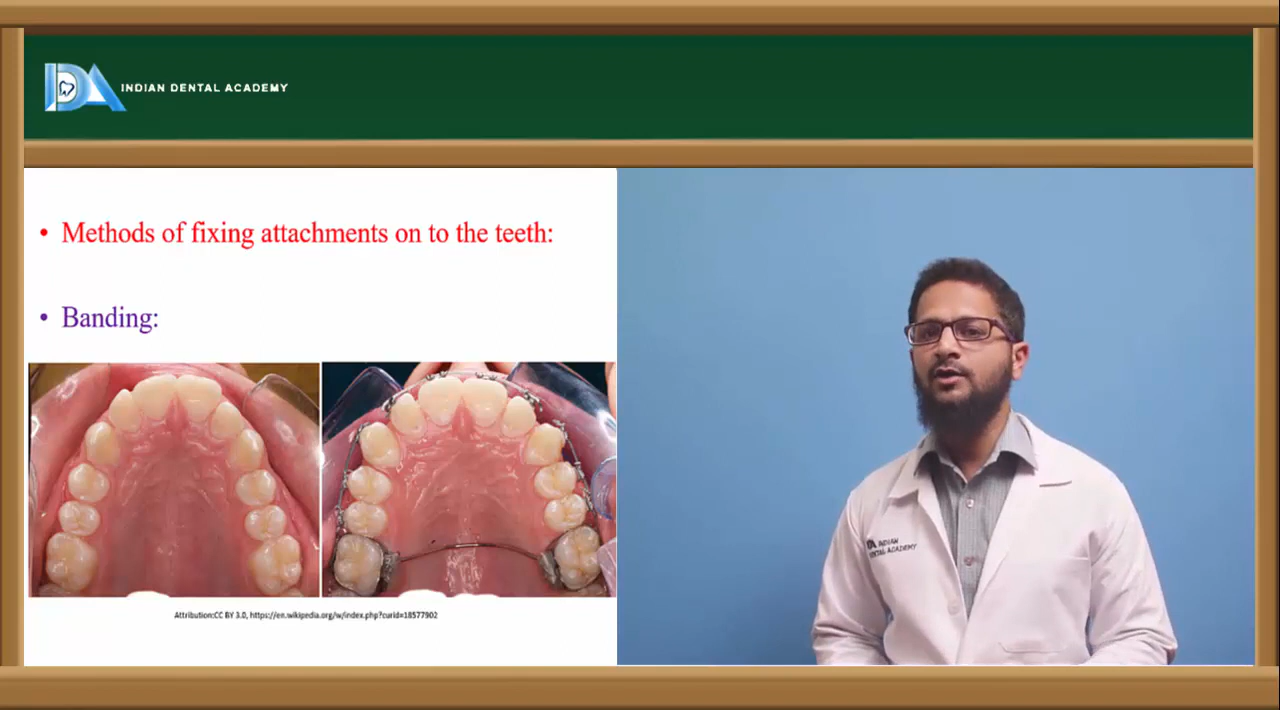 INDIAN DENTAL ACADEMY
• Methods of fixing attachments on to the teeth:
• Banding:
Attribution:CC BY 3.0, https://en.wikipedia.org/w/index.php?curid=18577902
INDIAN
DENTAL ACADEMY